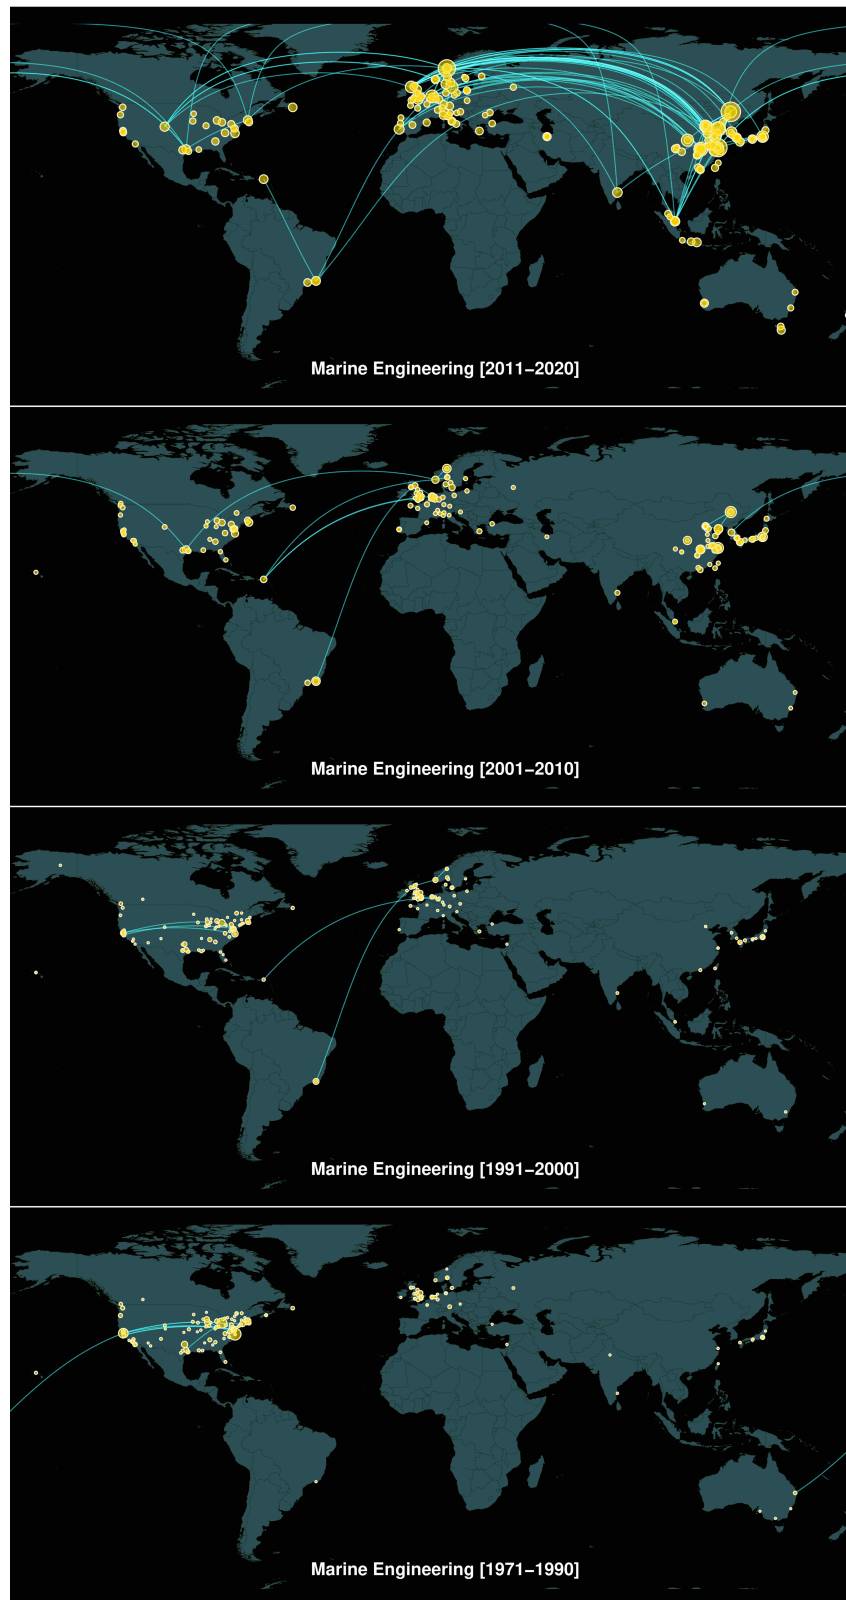 Marine Engineering [2011−2020]
Marine Engineering [2001−2010]
Marine Engineering [1991−2000]
Marine Engineering [1971−1990]